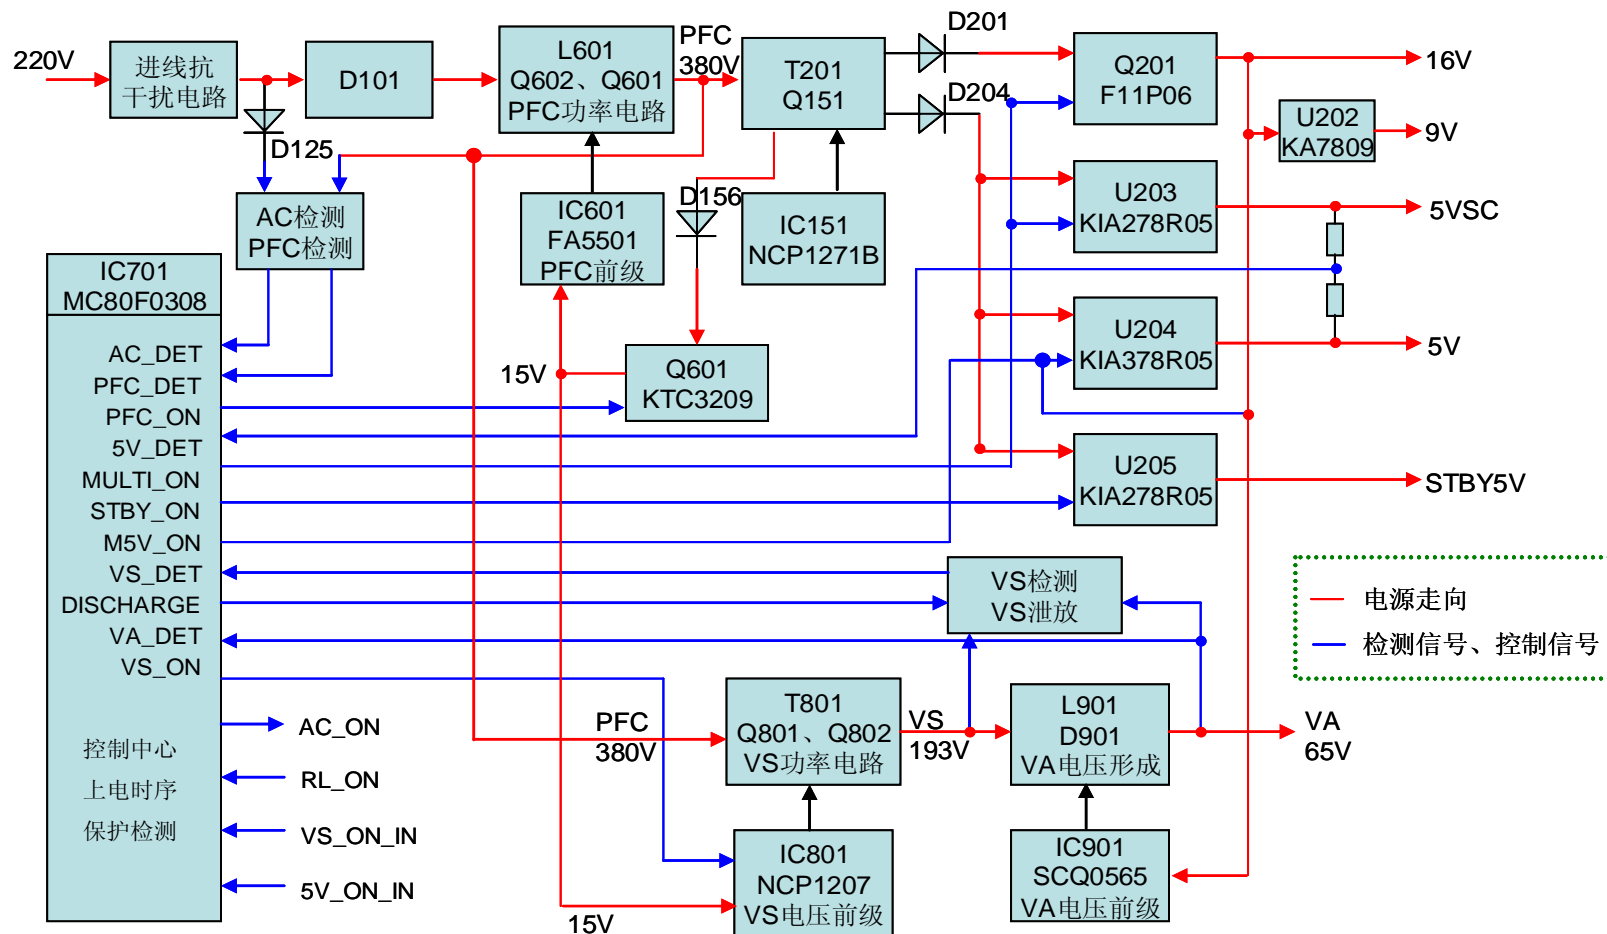 220V
进线抗
干扰电路
D101
L601
Q602、Q601
PFC功率电路
PFC
380V
T201
Q151
D201
D204
Q201
F11P06
16V
U202
KA7809
9V
D125
AC检测
PFC检测
IC601
FA5501
PFC前级
D156
IC151
NCP1271B
U203
KIA278R05
5VSC
IC701
MC80F0308
AC_DET
PFC_DET
PFC_ON
5V_DET
MULTI_ON
STBY_ON
M5V_ON
VS_DET
DISCHARGE
VA_DET
VS_ON
控制中心
上电时序
保护检测
15V
Q601
KTC3209
U204
KIA378R05
5V
U205
KIA278R05
STBY5V
VS检测
VS泄放
电源走向
检测信号、控制信号
AC_ON
RL_ON
VS_ON_IN
5V_ON_IN
PFC
380V
T801
Q801、Q802
VS功率电路
VS
193V
L901
D901
VA电压形成
VA
65V
15V
IC801
NCP1207
VS电压前级
IC901
SCQ0565
VA电压前级